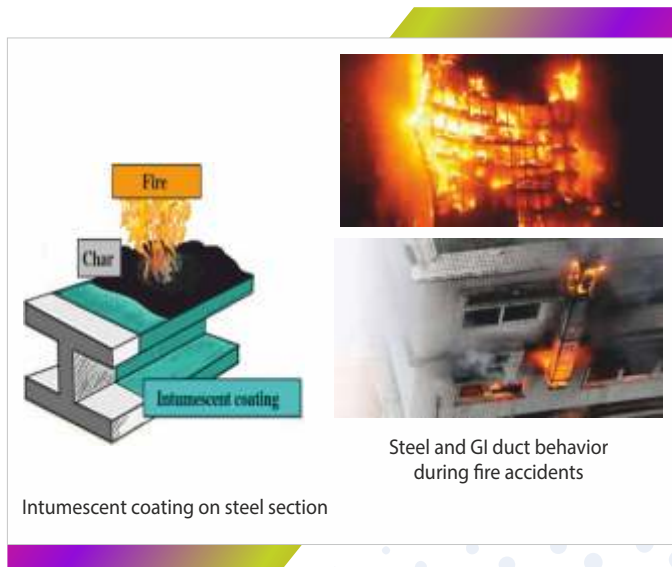 Fire
Char
Intumescent coating
Intumescent coating on steel section
Steel and GI duct behavior
during fire accidents